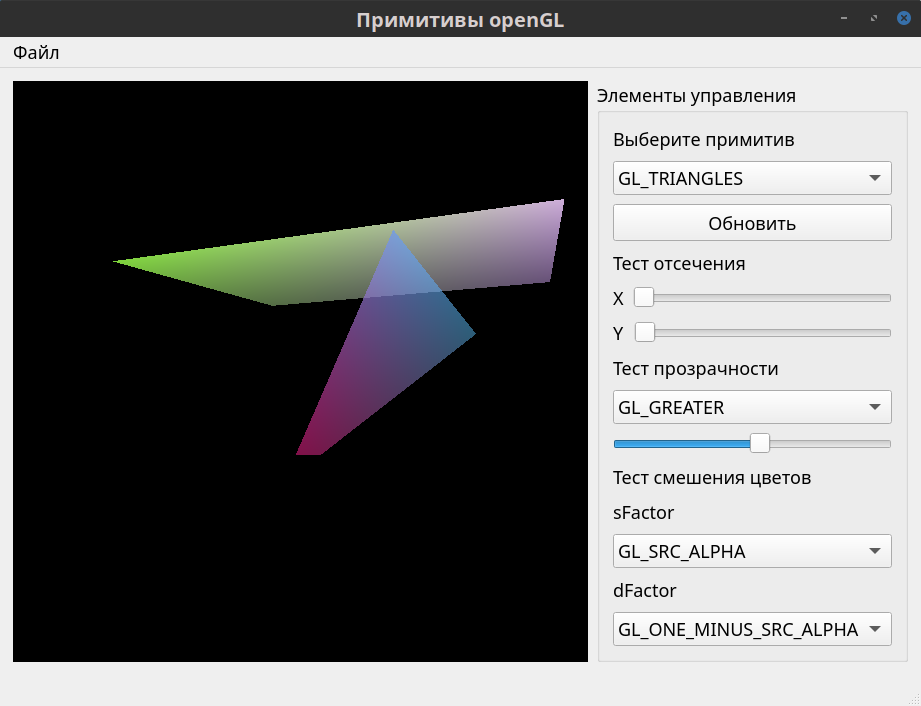 Примитивы openGL
Файл
Элементы управления
Выберите примитив
GL_TRIANGLES
Обновить
Тест отсечения
X
Y
Тест прозрачности
GL_GREATER
Тест смешения цветов
sFactor
GL_SRC_ALPHA
dFactor
GL_ONE_MINUS_SRC_ALPHA